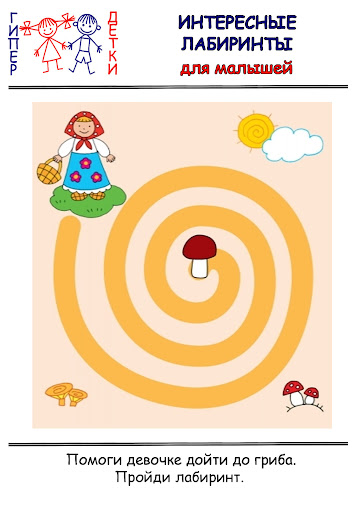 ГИПЕР
ДЕТКИ
ИНТЕРЕСНЫЕ
ЛАБИРИНТЫ
для малышей
Помоги девочке дойти до гриба.
Пройди лабиринт.